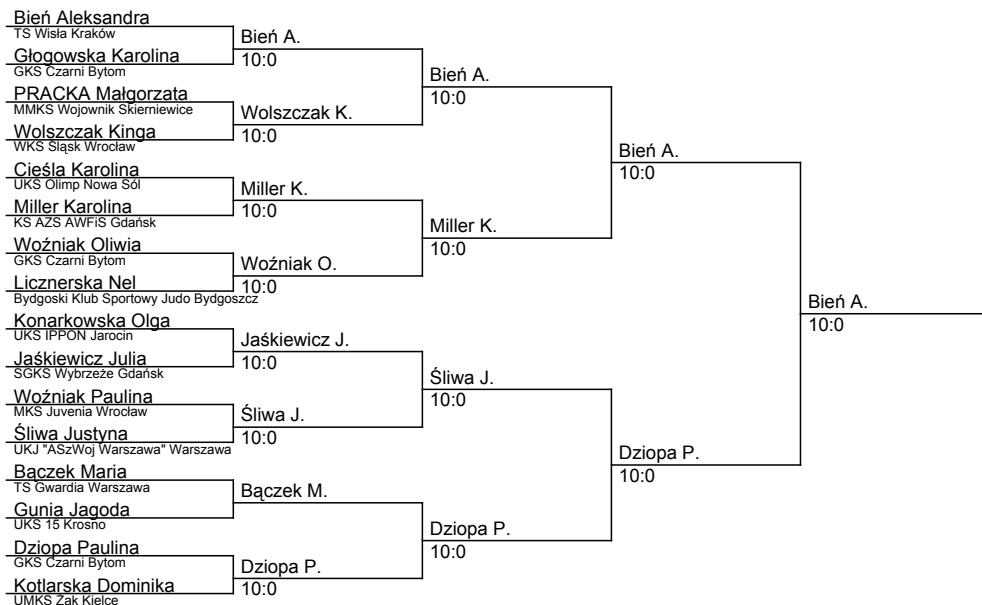 Bień Aleksandra
TS Wisła Kraków
Głogowska Karolina
GKS Czarni Bytom
PRACKA Małgorzata
MMKS Wojownik Skierniewice
Wolszczak Kinga
WKS Śląsk Wrocław
Cieśla Karolina
UKS Olimp Nowa Sól
Miller Karolina
KS AZS AWFiS Gdańsk
Woźniak Oliwia
GKS Czarni Bytom
Licznerska Nel
Bydgoski Klub Sportowy Judo Bydgoszcz
Konarkowska Olga
UKS IPPON Jarocin
Jaśkiewicz Julia
SGKS Wybrzeże Gdańsk
Woźniak Paulina
MKS Juvenia Wrocław
Śliwa Justyna
UKJ "ASzWoj Warszawa" Warszawa
Bączek Maria
TS Gwardia Warszawa
Gunia Jagoda
UKS 15 Krosno
Dziopa Paulina
GKS Czarni Bytom
Kotlarska Dominika
UMKS Żak Kielce
Bień A.
10:0
Wolszczak K.
10:0
Miller K.
10:0
Woźniak O.
10:0
Jaśkiewicz J.
10:0
Śliwa J.
10:0
Bączek M.
Dziopa P.
10:0
Bień A.
10:0
Miller K.
10:0
Śliwa J.
10:0
Dziopa P.
10:0
Bień A.
10:0
Dziopa P.
10:0
Bień A.
10:0